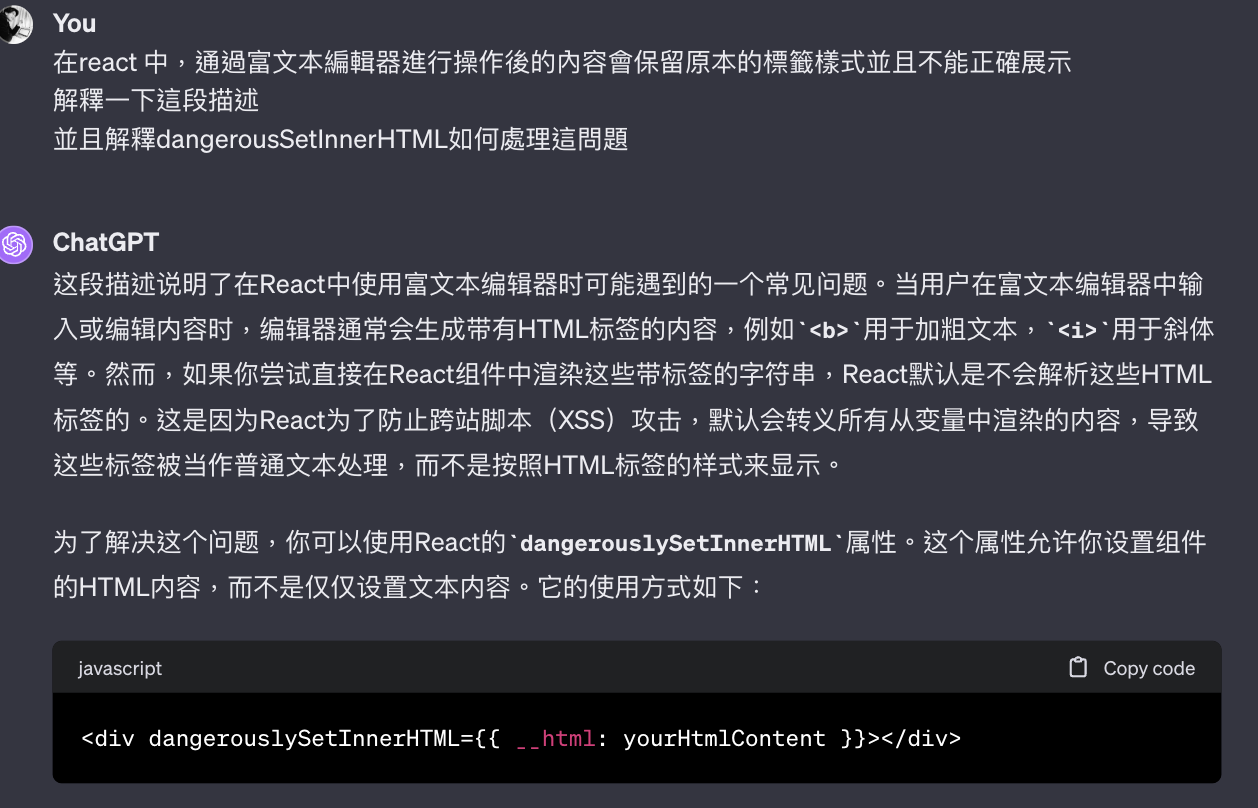 You
在react 中，通過富文本編輯器進行操作後的內容會保留原本的標籤樣式並且不能正確展示
解釋一下這段描述
並且解釋dangerousSetInnerHTML如何處理這問題
ChatGPT
这段描述说明了在React中使用富文本编辑器时可能遇到的一个常见问题。当用户在富文本编辑器中输
入或编辑内容时，编辑器通常会生成带有HTML标签的内容，例如`<b>`用于加粗文本，`<i>`用于斜体
等。然而，如果你尝试直接在React组件中渲染这些带标签的字符串，React默认是不会解析这些HTML
标签的。这是因为React为了防止跨站脚本（XSS）攻击，默认会转义所有从变量中渲染的内容，导致
这些标签被当作普通文本处理，而不是按照HTML标签的样式来显示。
为了解决这个问题，你可以使用React的`dangerouslySetInnerHTML`属性。这个属性允许你设置组件
的HTML内容，而不是仅仅设置文本内容。它的使用方式如下：
javascript
Copy code
<div dangerouslySetInnerHTML={{ __html: yourHtmlContent }}></div>